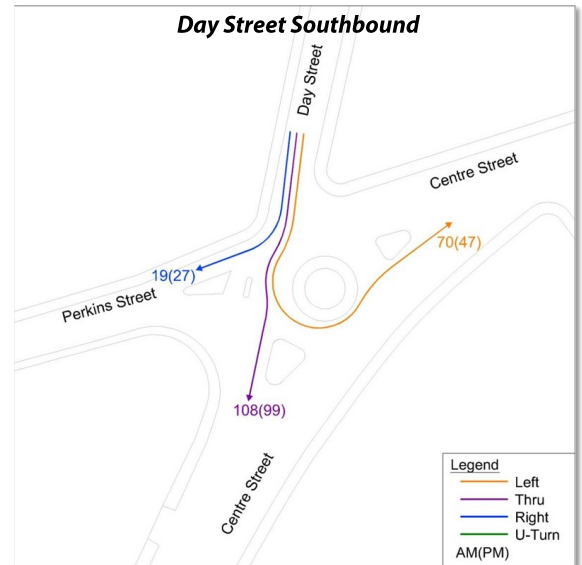 Day Street Southbound
Day Street
Centre Street
70(47)
19(27)
Perkins Street
108(99)
Centre Street
Legend
Left
Thru
Right
U-Turn
AM(PM)